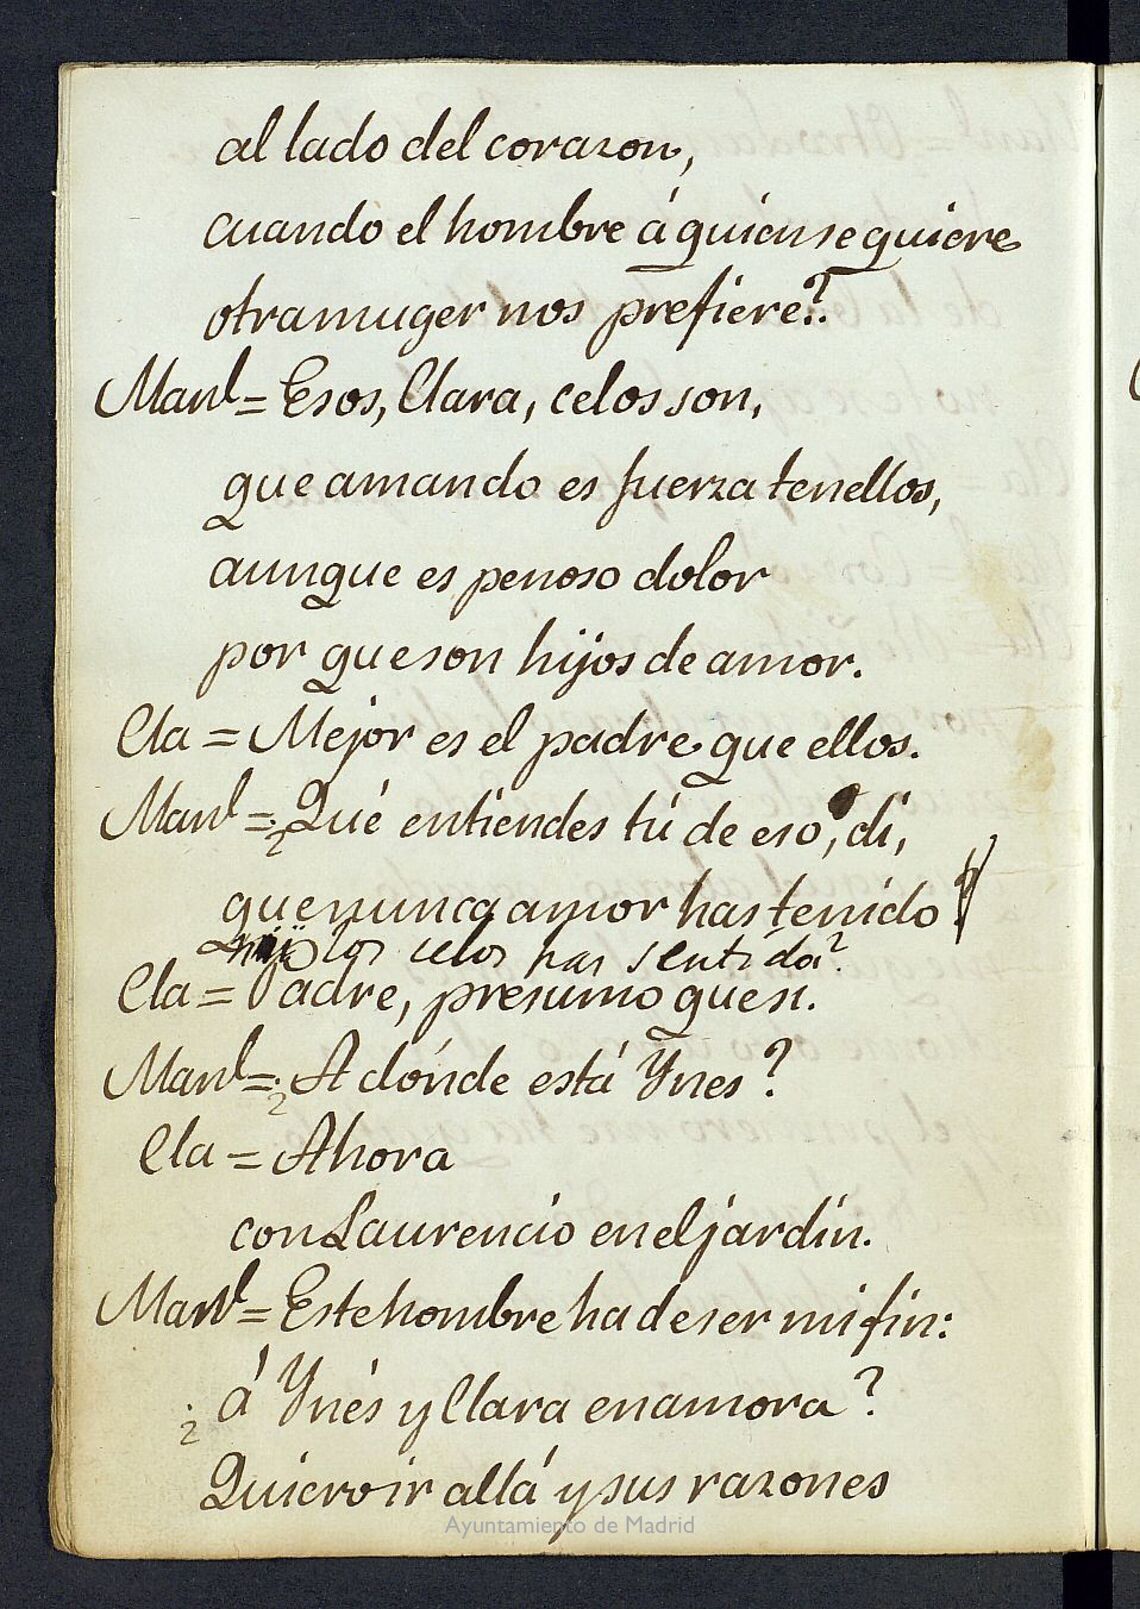 al lado del corazon,
cuando el hombre á quien se quiere
otra muger nos prefiere?.
Manl = Esos, Clara, celos son,
que amando es fuerza tenellos,
aunque es penoso dolor
por que son hijos de amor.
Cla = Mejor es el padre que ellos.
Manl = ¿Qué entiendes tú de eso, di,
que nunca amor has tenido?
los celos has sentido?
Cla = Padre, presumo que si.
Manl = ¿A dónde está Ynes?
Cla = Ahora
con Laurencio en el jardin.
Manl = Este hombre ha de ser mi fin:
¿á Ynés y Clara enamora?
Quiero ir allá y sus razones
Ayuntamiento de Madrid